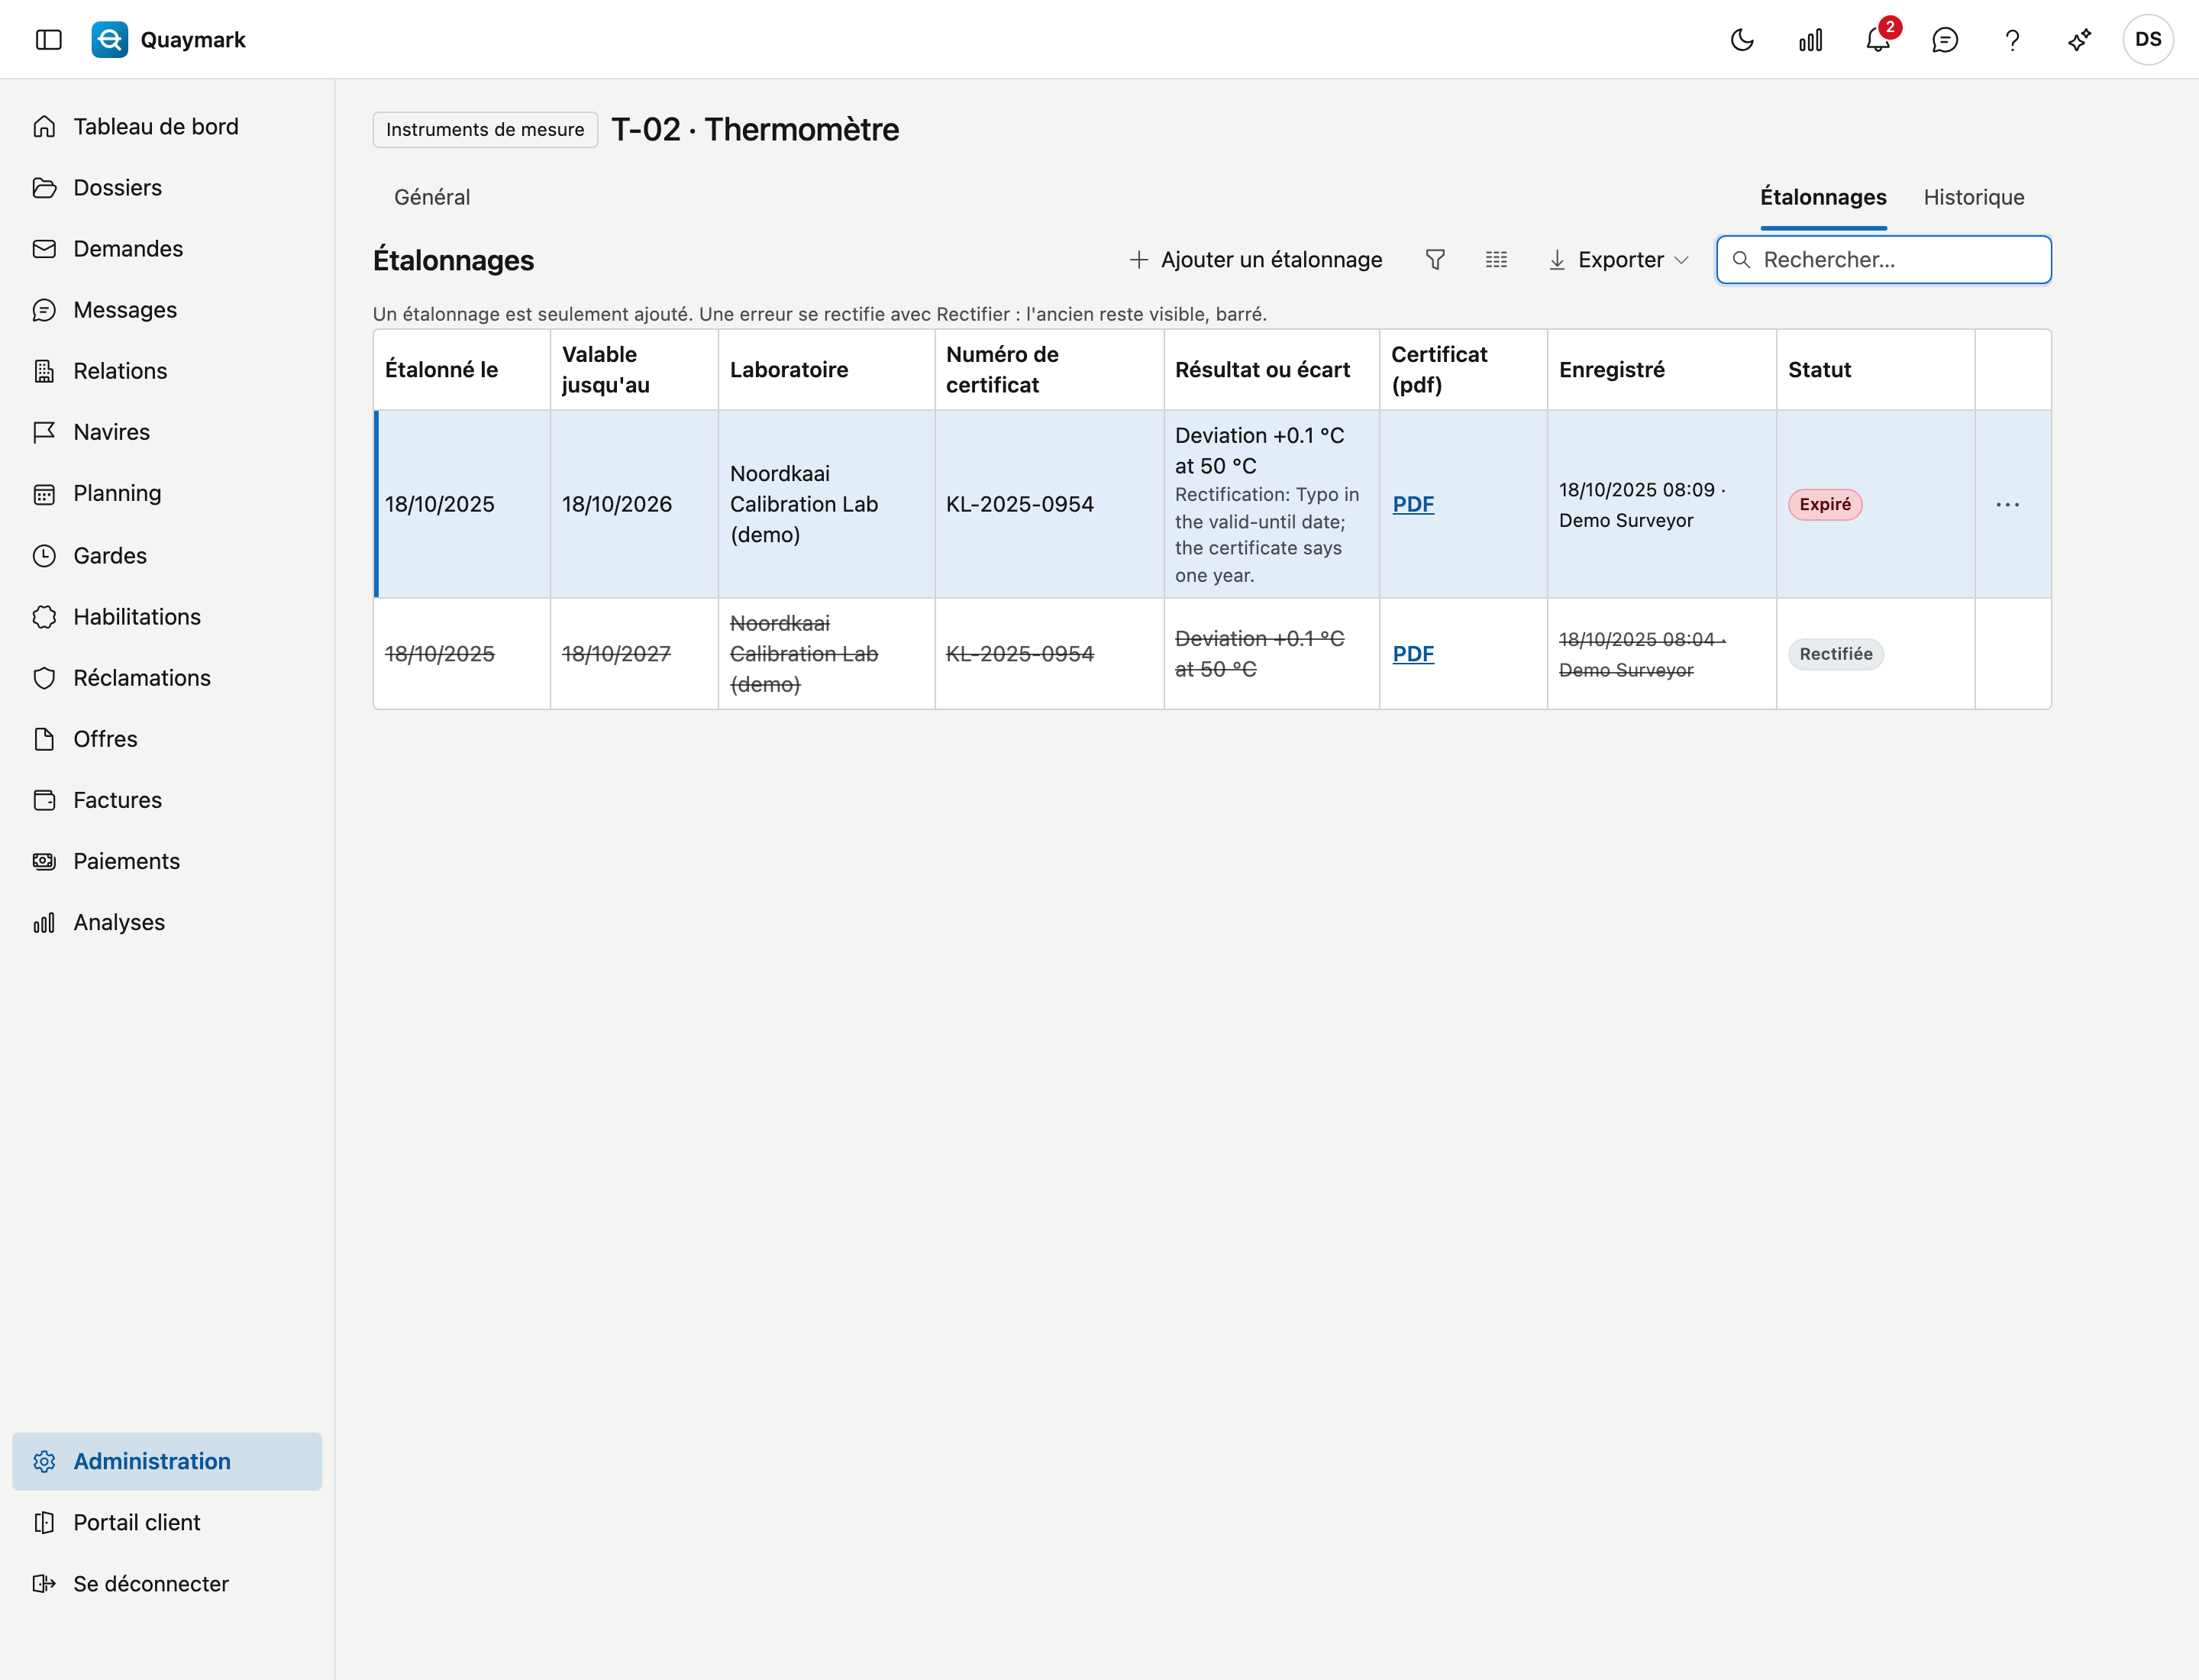 Quaymark
2
DS
Tableau de bord
Dossiers
Demandes
Messages
Relations
Navires
Planning
Gardes
Habilitations
Réclamations
Offres
Factures
Paiements
Analyses
Administration
Portail client
Se déconnecter
Instruments de mesure
T-02 · Thermomètre
Général
Étalonnages
Historique
Étalonnages
Ajouter un étalonnage
Exporter
Rechercher...
Un étalonnage est seulement ajouté. Une erreur se rectifie avec Rectifier : l'ancien reste visible, barré.
Étalonné le
Valable
jusqu'au
Laboratoire
Numéro de
certificat
Résultat ou écart
Certificat
(pdf)
Enregistré
Statut
18/10/2025
18/10/2026
Noordkaai
Calibration Lab
(demo)
KL-2025-0954
Deviation +0.1 °C
at 50 °C
Rectification: Typo in
the valid-until date;
the certificate says
one year.
PDF
18/10/2025 08:09 ·
Demo Surveyor
Expiré
18/10/2025
18/10/2027
Noordkaai
Calibration Lab
(demo)
KL-2025-0954
Deviation +0.1 °C
at 50 °C
PDF
18/10/2025 08:04 ·
Demo Surveyor
Rectifiée